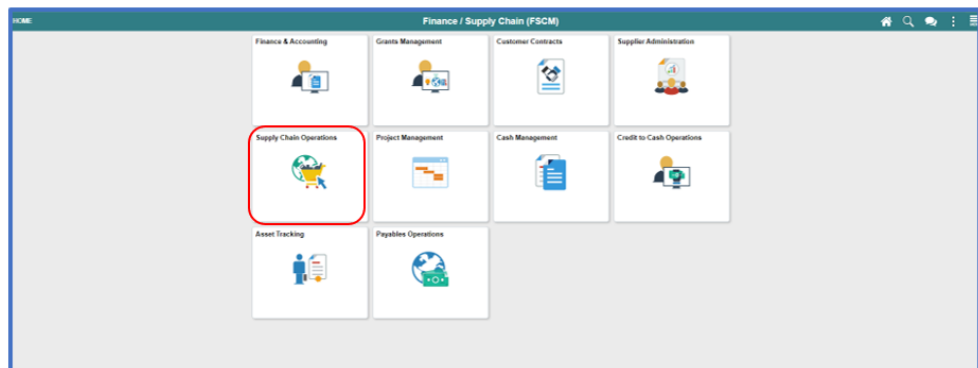 HOME
Finance / Supply Chain (FSCM)
Finance & Accounting
Grants Management
Customer Contracts
Supplier Administration
Supply Chain Operations
Project Management
Cash Management
Credit to Cash Operations
Asset Tracking
Payables Operations